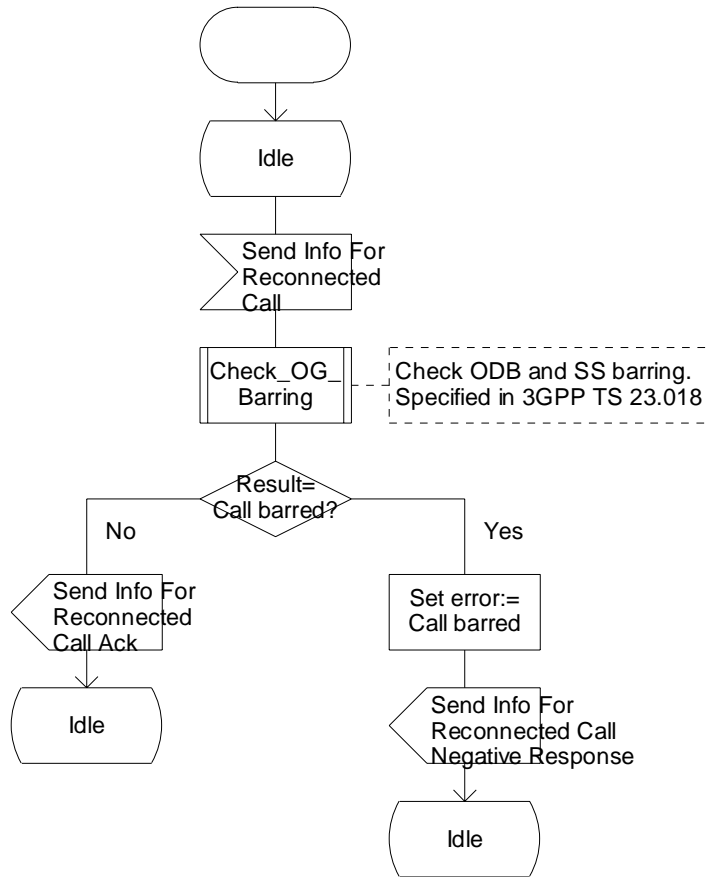 Idle
Send Info For
Reconnected
Call
Check_OG_
Barring
Check ODB and SS barring.
Specified in 3GPP TS 23.018
Result=
Call barred?
No
Yes
Send Info For
Reconnected
Call Ack
Set error:=
Call barred
Idle
Send Info For
Reconnected Call
Negative Response
Idle